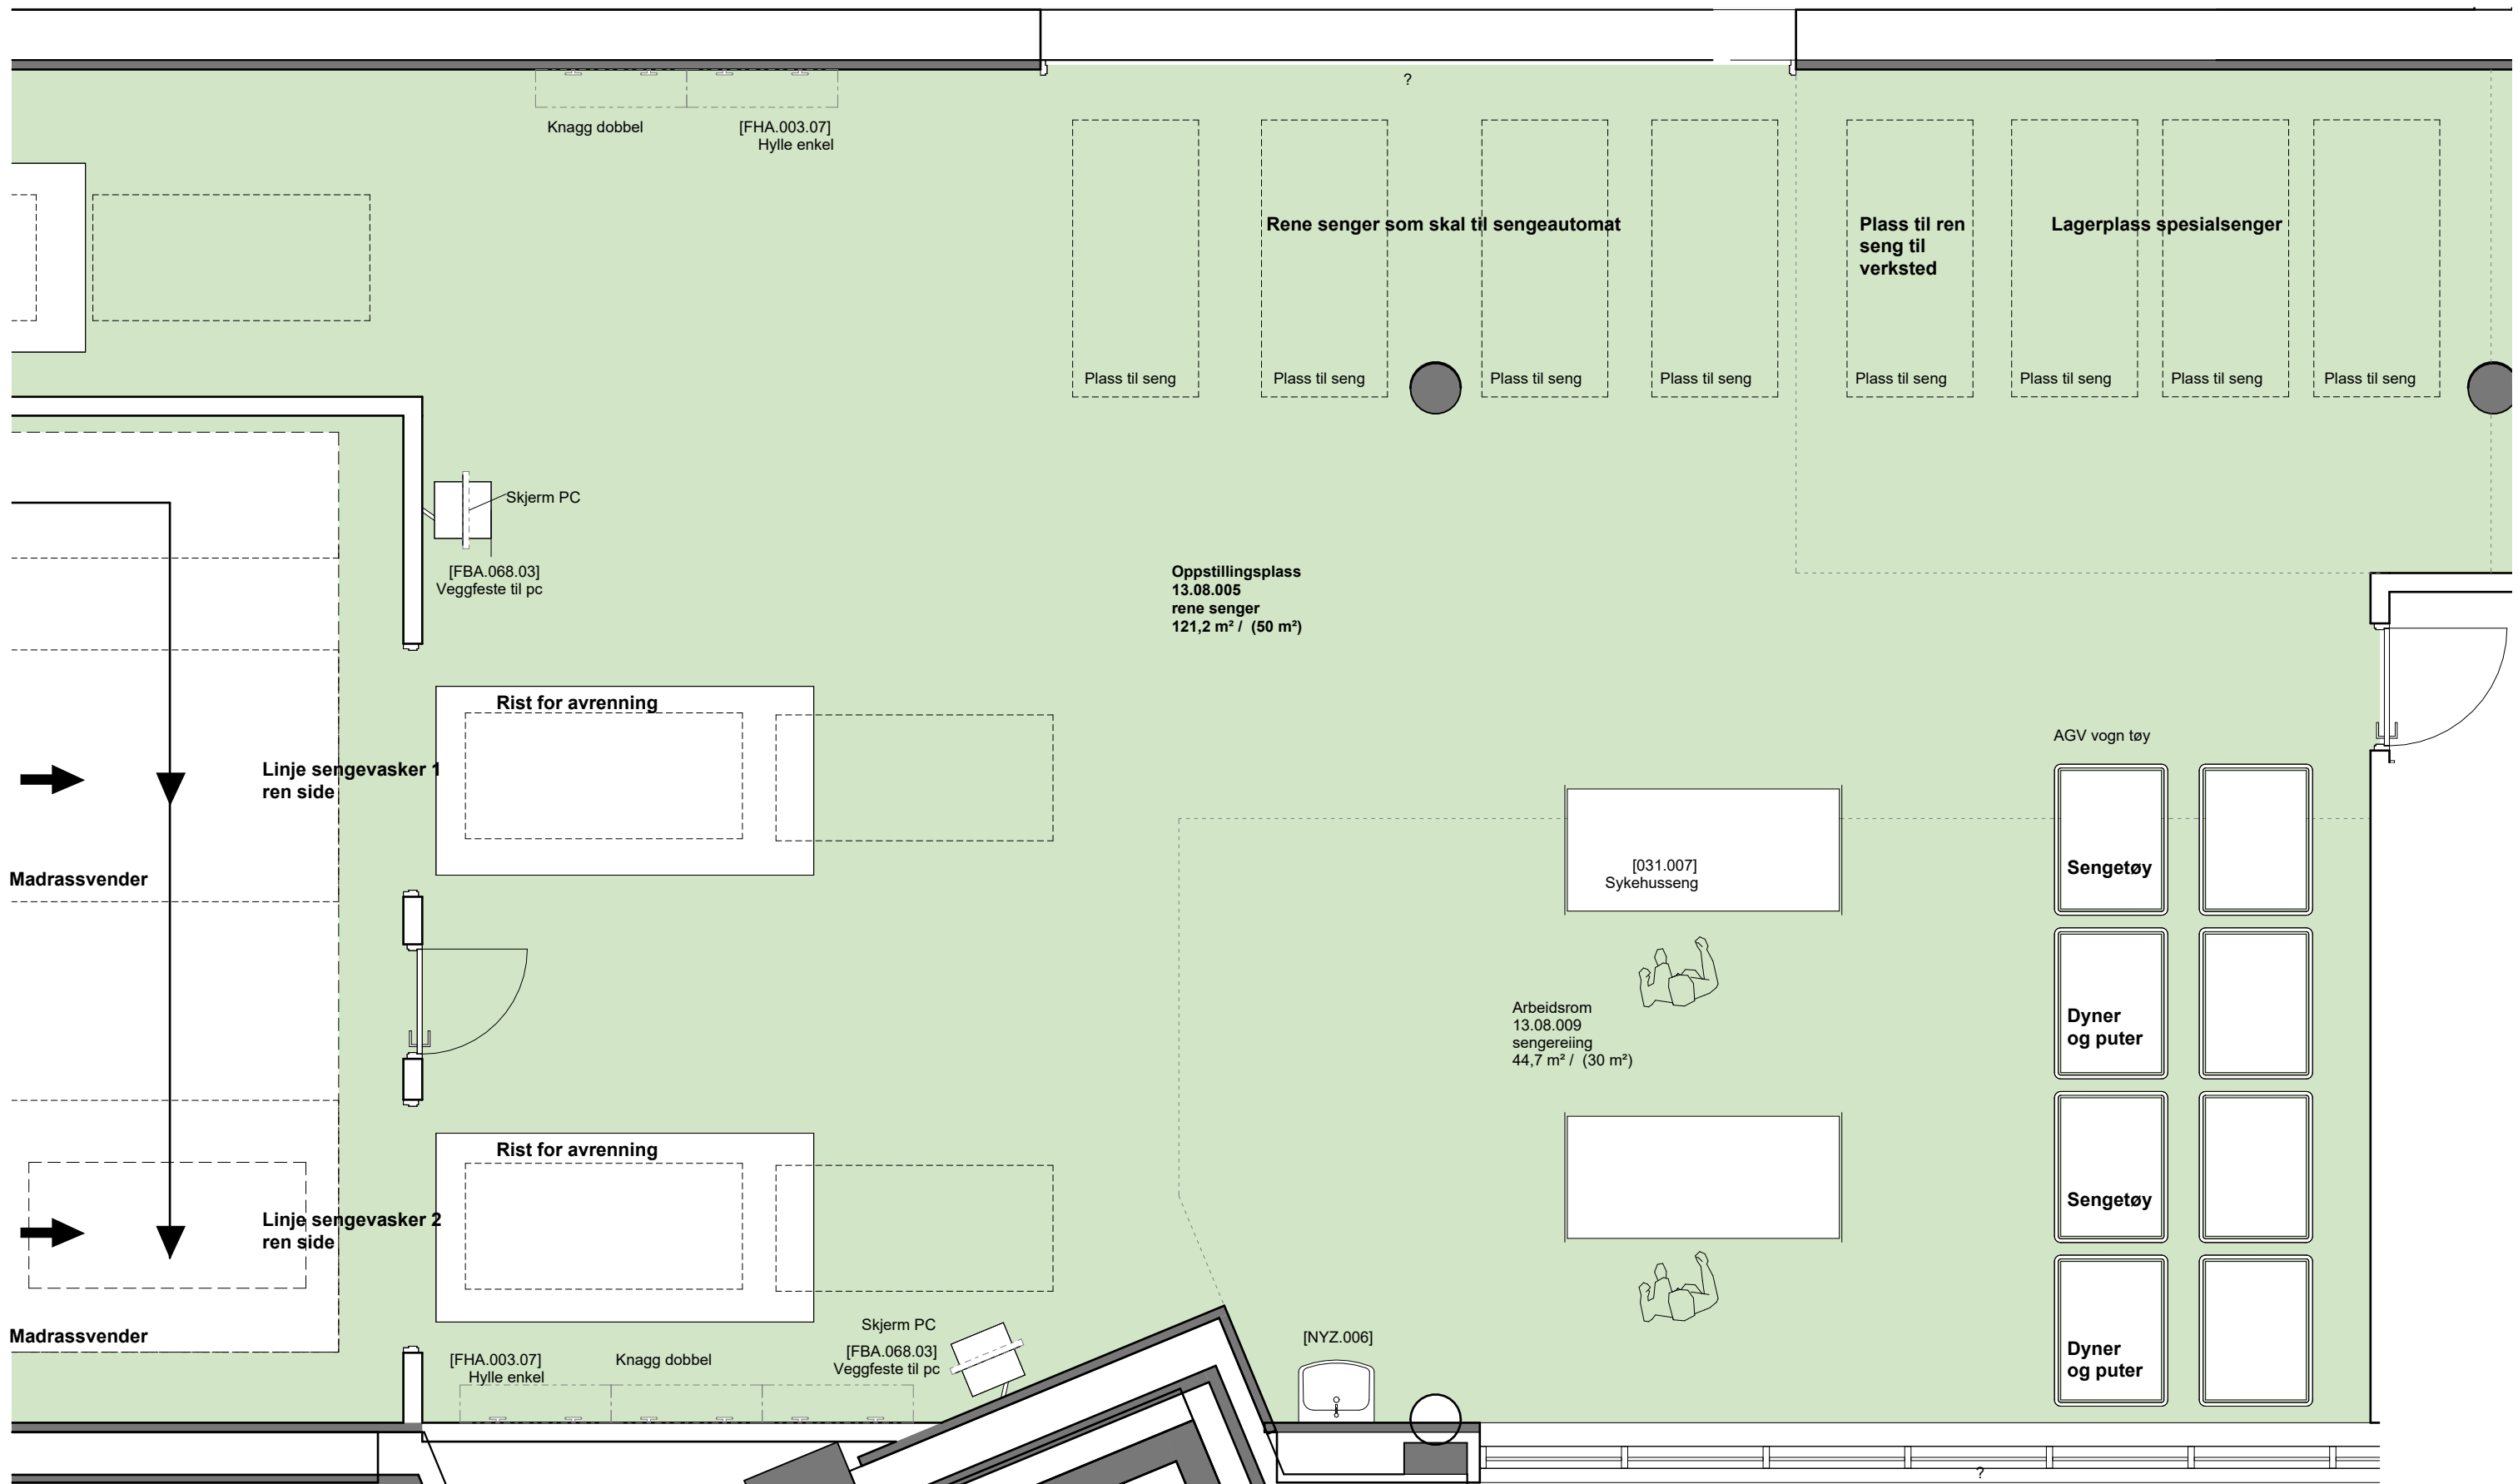 ?
Knagg dobbel
[FHA.003.07]
Hylle enkel
Rene senger som skal til sengeautomat
Plass til ren
seng til
verksted
Lagerplass spesialsenger
Plass til seng
Plass til seng
Plass til seng
Plass til seng
Plass til seng
Plass til seng
Plass til seng
Plass til seng
Skjerm PC
[FBA.068.03]
Veggfeste til pc
Oppstillingsplass
13.08.005
rene senger
121,2 m² / (50 m²)
Rist for avrenning
Linje sengevasker 1
ren side
Madrassvender
AGV vogn tøy
[031.007]
Sykehusseng
Sengetøy
Dyner
og puter
Arbeidsrom
13.08.009
sengereiing
44,7 m² / (30 m²)
Rist for avrenning
Linje sengevasker 2
ren side
Madrassvender
Sengetøy
Dyner
og puter
[FHA.003.07]
Hylle enkel
Knagg dobbel
Skjerm PC
[FBA.068.03]
Veggfeste til pc
[NYZ.006]
?